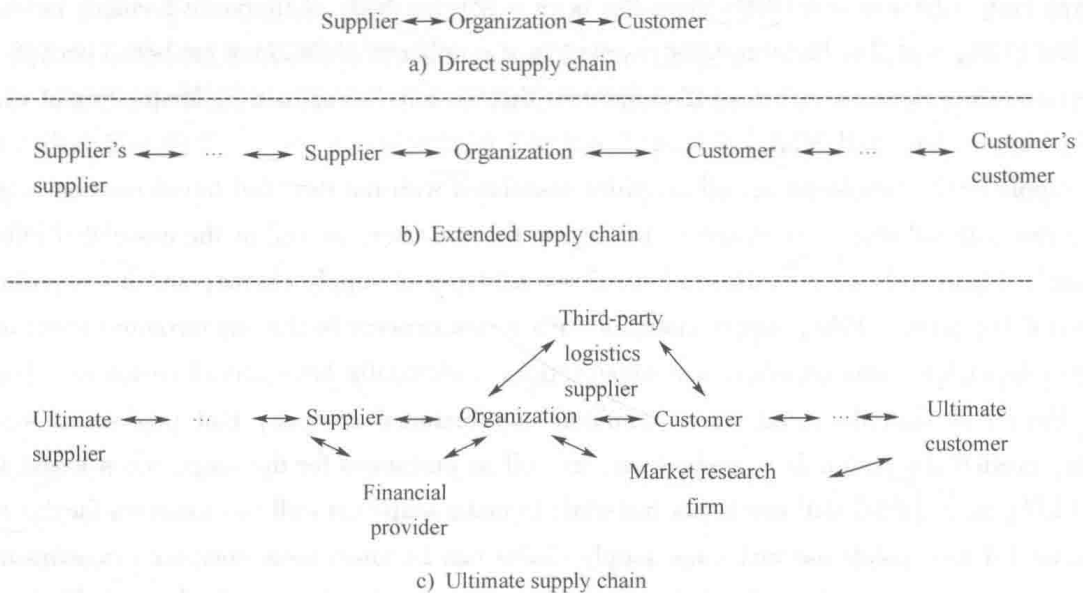 Supplier Organization Customer
a) Direct supply chain
Supplier's ... Supplier Organization Customer ... Customer's
supplier customer
b) Extended supply chain
Third-party
logistics
supplier
Ultimate ... Supplier Organization Customer ... Ultimate
supplier customer
Financial Market research
provider firm
c) Ultimate supply chain